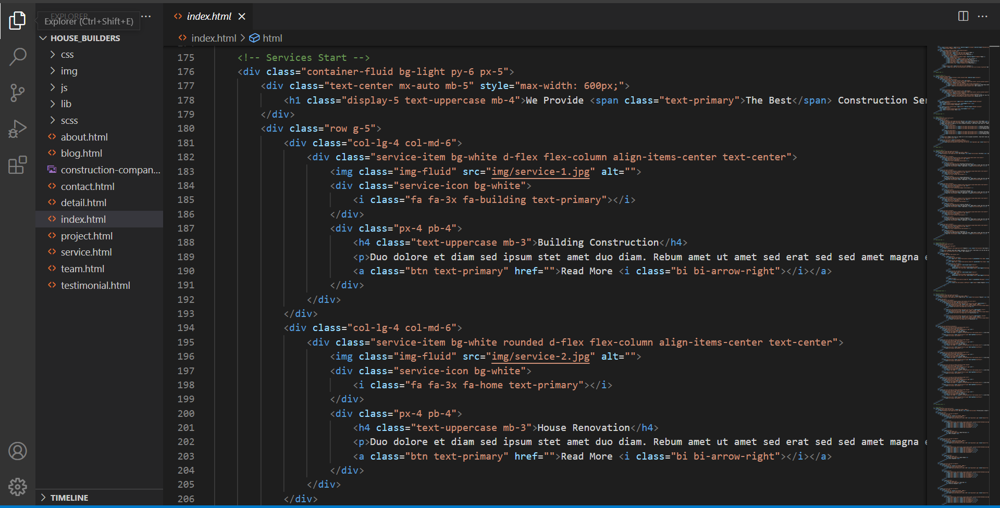 EXPLORER
Explorer (Ctrl+Shift+E)
HOUSE_BUILDERS
css
img
js
lib
scss
about.html
blog.html
construction-compan...
contact.html
detail.html
index.html
project.html
service.html
team.html
testimonial.html
TIMELINE
index.html
index.html > html
175 <!-- Services Start -->
176 <div class="container-fluid bg-light py-6 px-5">
177 <div class="text-center mx-auto mb-5" style="max-width: 600px;">
178 <h1 class="display-5 text-uppercase mb-4">We Provide <span class="text-primary">The Best</span> Construction Ser
179 </div>
180 <div class="row g-5">
181 <div class="col-lg-4 col-md-6">
182 <div class="service-item bg-white d-flex flex-column align-items-center text-center">
183 <img class="img-fluid" src="img/service-1.jpg" alt="">
184 <div class="service-icon bg-white">
185 <i class="fa fa-3x fa-building text-primary"></i>
186 </div>
187 <div class="px-4 pb-4">
188 <h4 class="text-uppercase mb-3">Building Construction</h4>
189 <p>Duo dolore et diam sed ipsum stet amet duo diam. Rebum amet ut amet sed erat sed sed amet magna
190 <a class="btn text-primary" href="">Read More <i class="bi bi-arrow-right"></i></a>
191 </div>
192 </div>
193 </div>
194 <div class="col-lg-4 col-md-6">
195 <div class="service-item bg-white rounded d-flex flex-column align-items-center text-center">
196 <img class="img-fluid" src="img/service-2.jpg" alt="">
197 <div class="service-icon bg-white">
198 <i class="fa fa-3x fa-home text-primary"></i>
199 </div>
200 <div class="px-4 pb-4">
201 <h4 class="text-uppercase mb-3">House Renovation</h4>
202 <p>Duo dolore et diam sed ipsum stet amet duo diam. Rebum amet ut amet sed erat sed sed amet magna
203 <a class="btn text-primary" href="">Read More <i class="bi bi-arrow-right"></i></a>
204 </div>
205 </div>
206 </div>